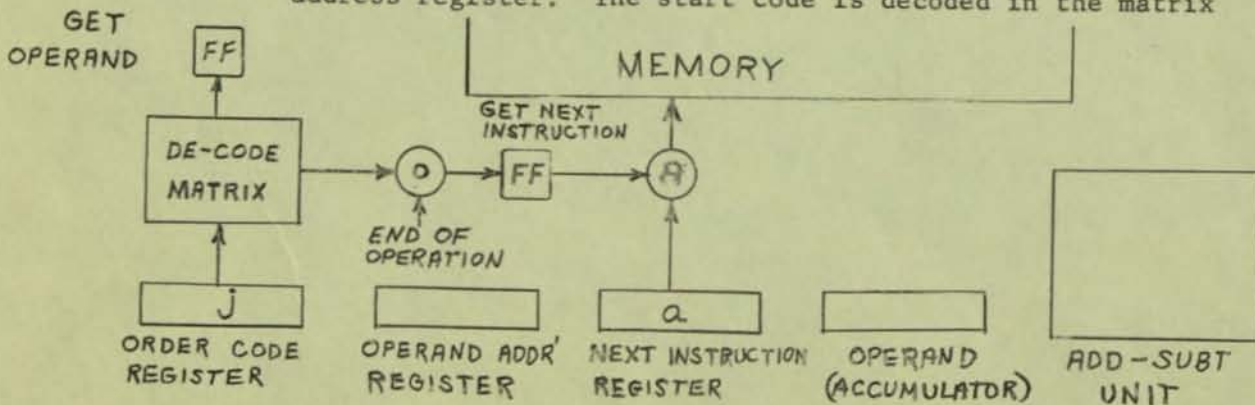 address register. The start code is decoded in the matrix
GET
OPERAND
FF
MEMORY
GET NEXT
INSTRUCTION
DE-CODE
MATRIX
O
FF
A
END OF
OPERATION
j
a
ORDER CODE
REGISTER
OPERAND ADDR'
REGISTER
NEXT INSTRUCTION
REGISTER
OPERAND
(ACCUMULATOR)
ADD-SUBT
UNIT